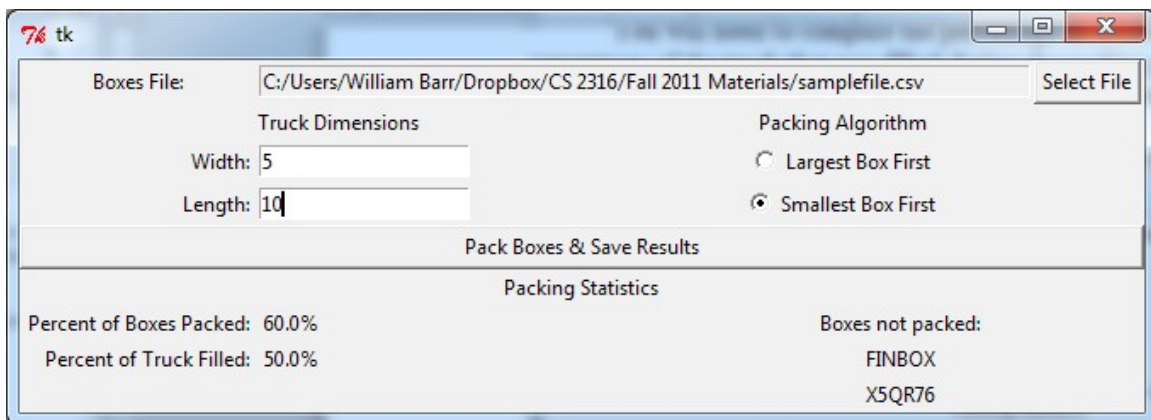 tk
Boxes File: C:/Users/William Barr/Dropbox/CS 2316/Fall 2011 Materials/samplefile.csv Select File
Truck Dimensions Packing Algorithm
Width: 5 Largest Box First
Length: 10 Smallest Box First
Pack Boxes & Save Results
Packing Statistics
Percent of Boxes Packed: 60.0% Boxes not packed:
Percent of Truck Filled: 50.0% FINBOX
X5QR76